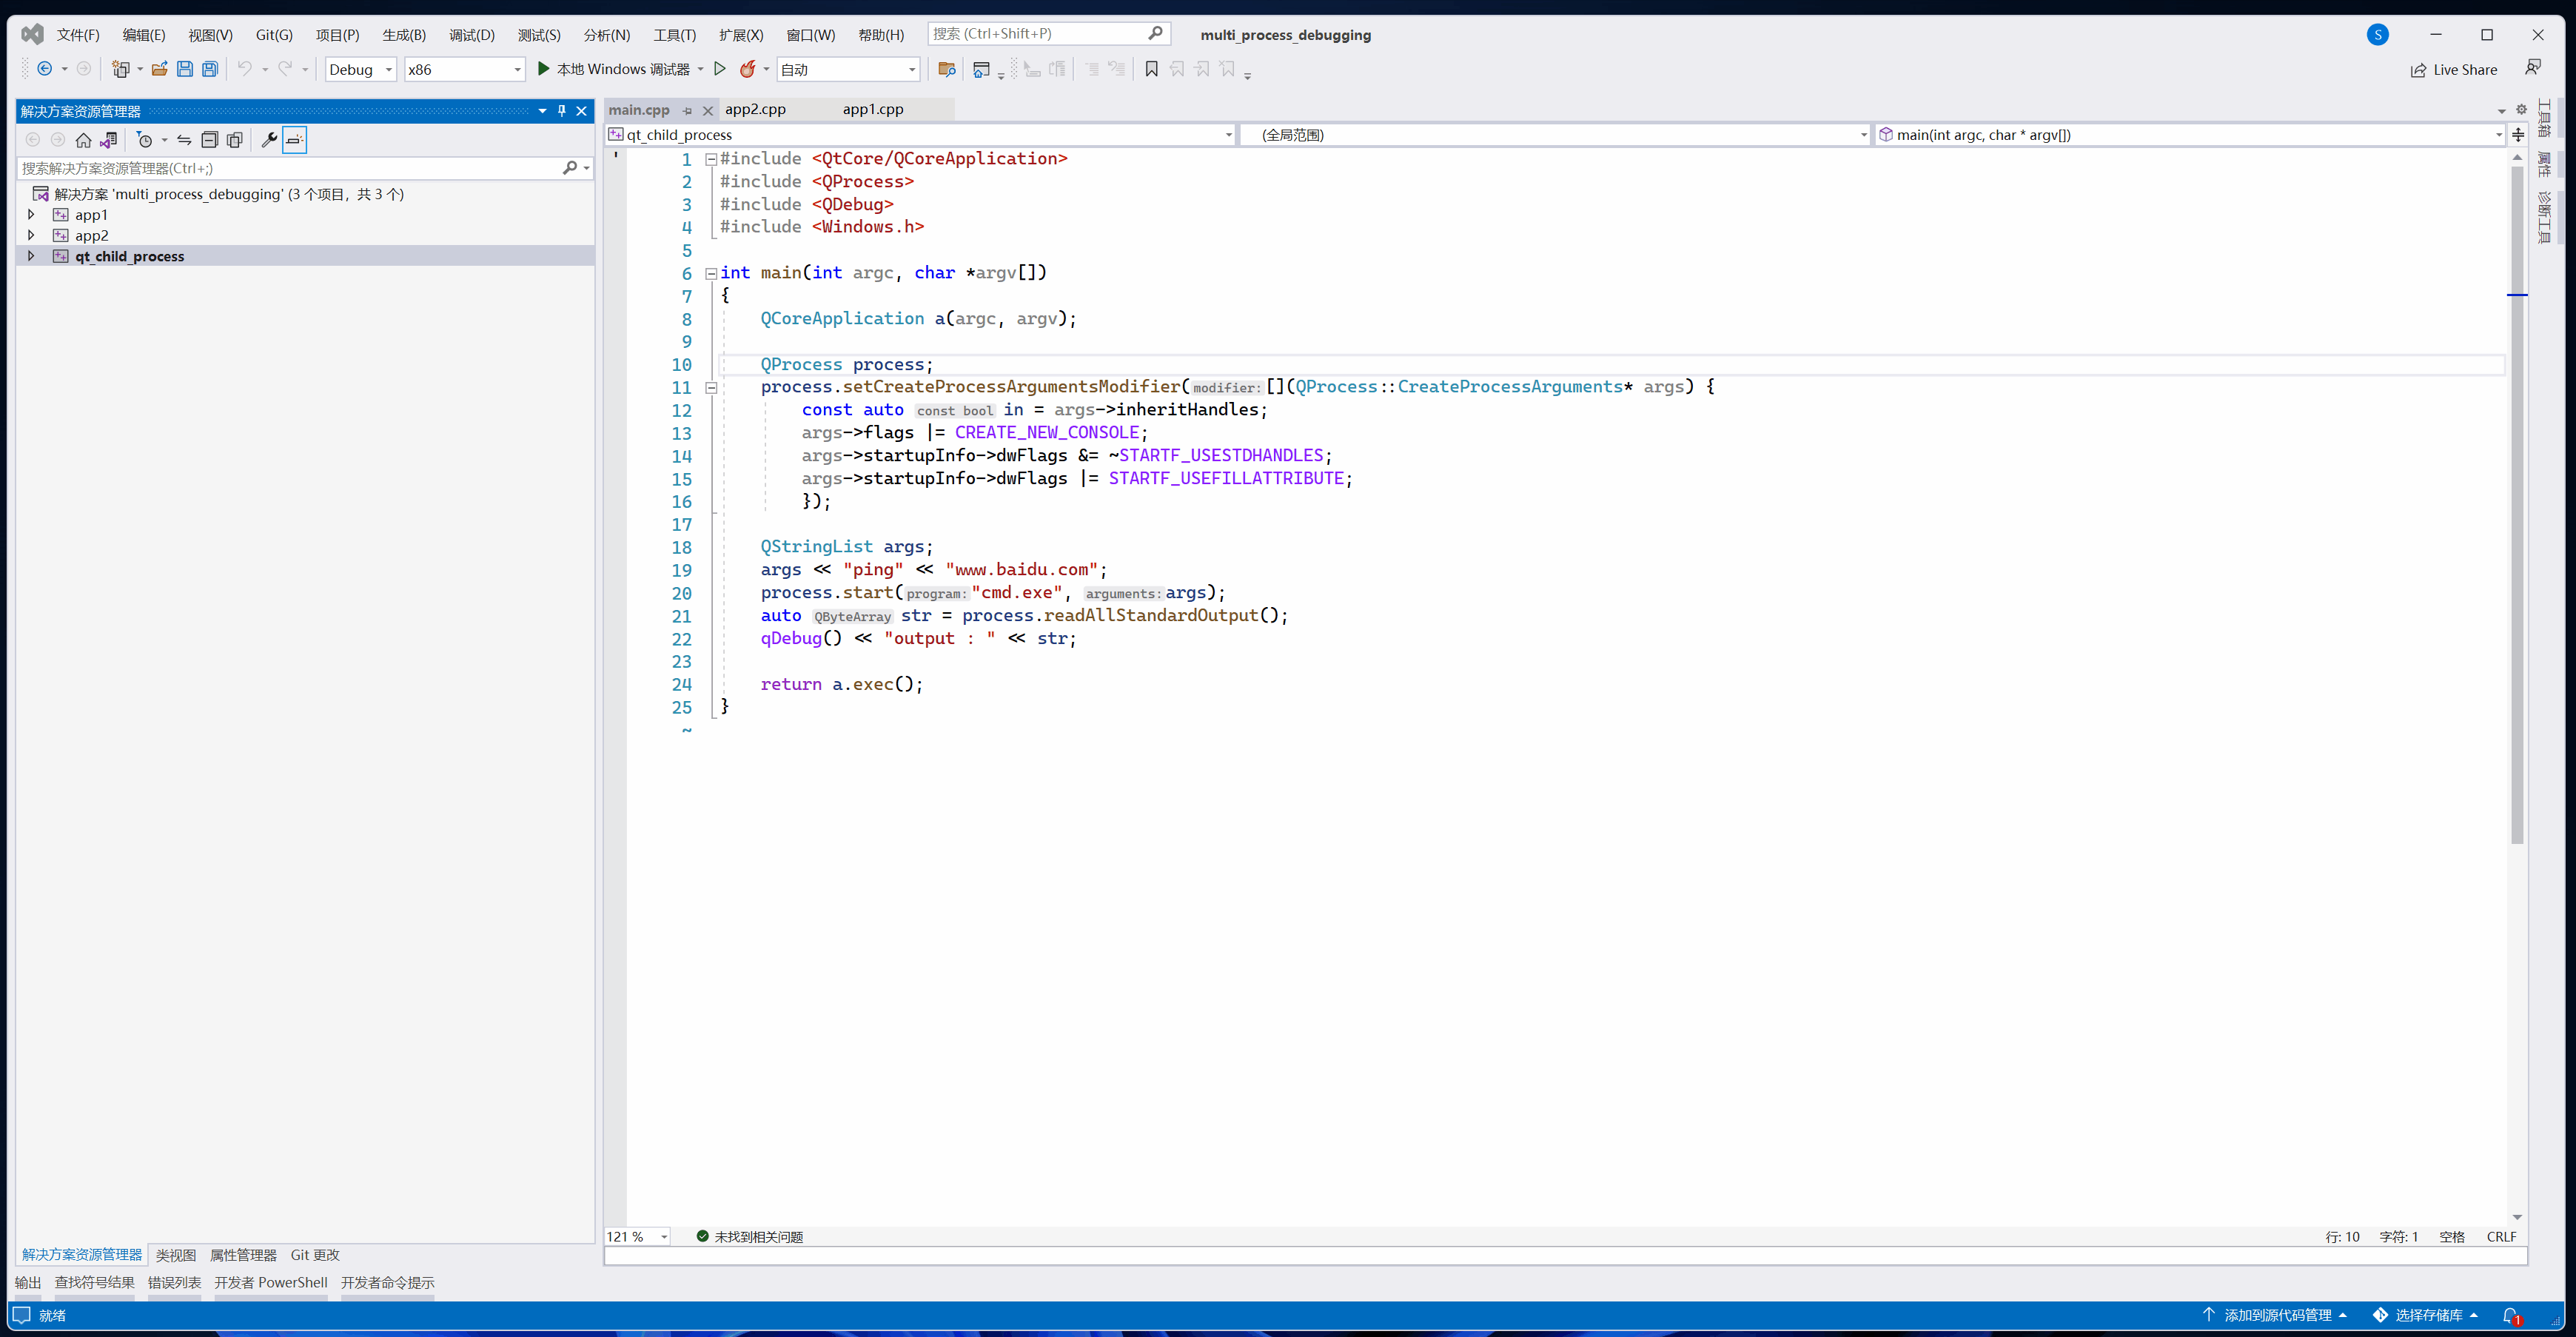 文件(F) 编辑(E) 视图(V) Git(G) 项目(P) 生成(B) 调试(D) 测试(S) 分析(N) 工具(T) 扩展(X) 窗口(W) 帮助(H) 搜索 (Ctrl+Shift+P) multi_process_debugging S
Debug x86 本地 Windows 调试器 自动 Live Share
解决方案资源管理器
搜索解决方案资源管理器(Ctrl+;)
解决方案 'multi_process_debugging' (3 个项目，共 3 个)
app1
app2
qt_child_process
main.cpp app2.cpp app1.cpp
qt_child_process (全局范围) main(int argc, char * argv[])
1 #include <QtCore/QCoreApplication>
2 #include <QProcess>
3 #include <QDebug>
4 #include <Windows.h>
5
6 int main(int argc, char *argv[])
7 {
8 QCoreApplication a(argc, argv);
9
10 QProcess process;
11 process.setCreateProcessArgumentsModifier(modifier:[](QProcess::CreateProcessArguments* args) {
12 const auto const bool in = args->inheritHandles;
13 args->flags |= CREATE_NEW_CONSOLE;
14 args->startupInfo->dwFlags &= ~STARTF_USESTDHANDLES;
15 args->startupInfo->dwFlags |= STARTF_USEFILLATTRIBUTE;
16 });
17
18 QStringList args;
19 args << "ping" << "www.baidu.com";
20 process.start(program:"cmd.exe", arguments:args);
21 auto QByteArray str = process.readAllStandardOutput();
22 qDebug() << "output : " << str;
23
24 return a.exec();
25 }
~
工具箱
属性
诊断工具
121 % 未找到相关问题 行: 10 字符: 1 空格 CRLF
解决方案资源管理器 类视图 属性管理器 Git 更改
输出 查找符号结果 错误列表 开发者 PowerShell 开发者命令提示
就绪 添加到源代码管理 选择存储库 1